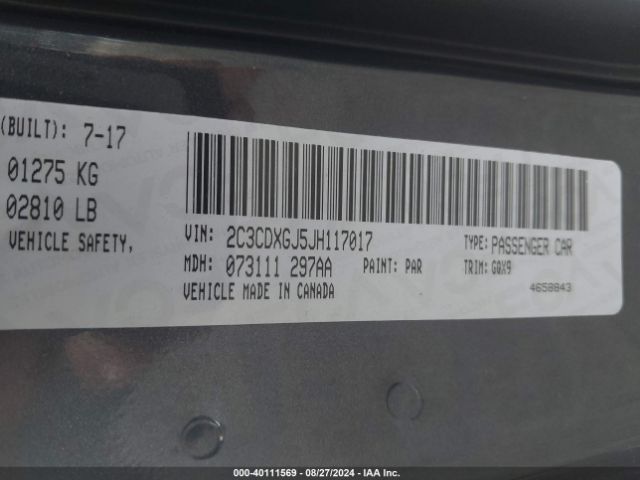 (BUILT): 7-17
01275 KG
02810 LB
VEHICLE SAFETY,
VIN: 2C3CDXGJ5JH117017
TYPE: PASSENGER CAR
MDH: 073111 297AA
PAINT: PAR
TRIM: GQX9
VEHICLE MADE IN CANADA
4658843
000-40111569 - 08/27/2024 - IAA Inc.